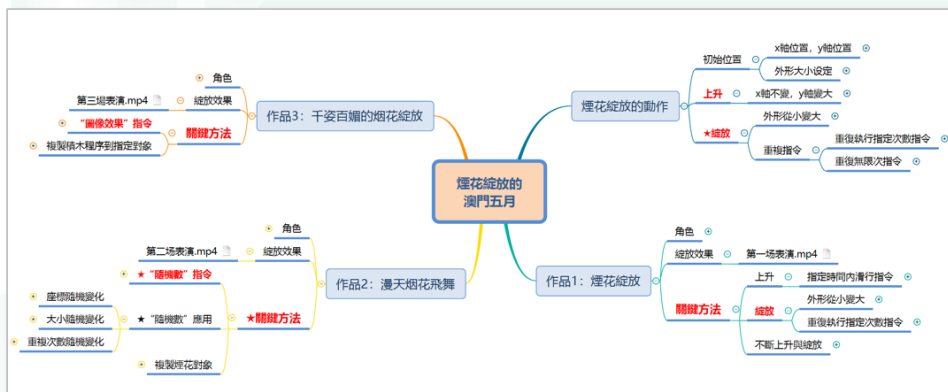 煙花綻放的
澳門五月
煙花綻放的動作
初始位置
x軸位置，y軸位置
外形大小设定
上升
x軸不變，y軸變大
★綻放
外形從小變大
重複指令
重復執行指定次數指令
重復無限次指令
作品1：煙花綻放
角色
綻放效果
第一场表演.mp4
關鍵方法
上升
指定時間内滑行指令
綻放
外形從小變大
重復執行指定次數指令
不斷上升與綻放
作品2：漫天烟花飛舞
角色
綻放效果
第二场表演.mp4
★關鍵方法
★“隨機數”指令
★“隨機數”應用
座標隨機變化
大小隨機變化
重複次數隨機變化
複製煙花對象
作品3：千姿百媚的烟花綻放
角色
綻放效果
第三場表演.mp4
關鍵方法
“圖像效果”指令
複製積木程序到指定對象